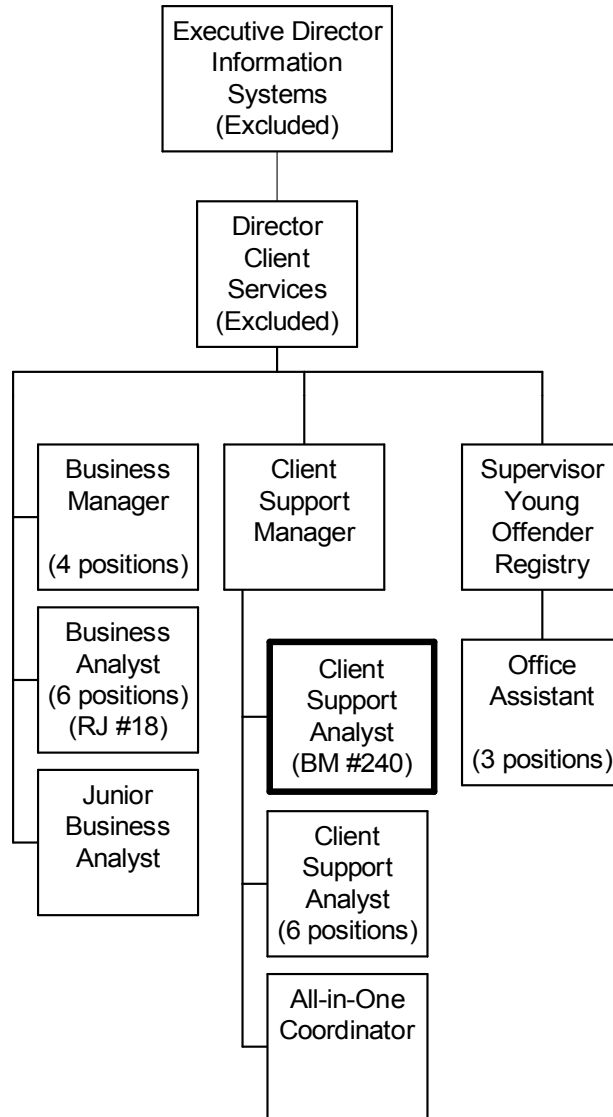 Executive Director
Information
Systems
(Excluded)
Director
Client
Services
(Excluded)
Business
Manager
(4 positions)
Client
Support
Manager
Supervisor
Young
Offender
Registry
Business
Analyst
(6 positions)
(RJ #18)
Client
Support
Analyst
(BM #240)
Office
Assistant
(3 positions)
Junior
Business
Analyst
Client
Support
Analyst
(6 positions)
All-in-One
Coordinator